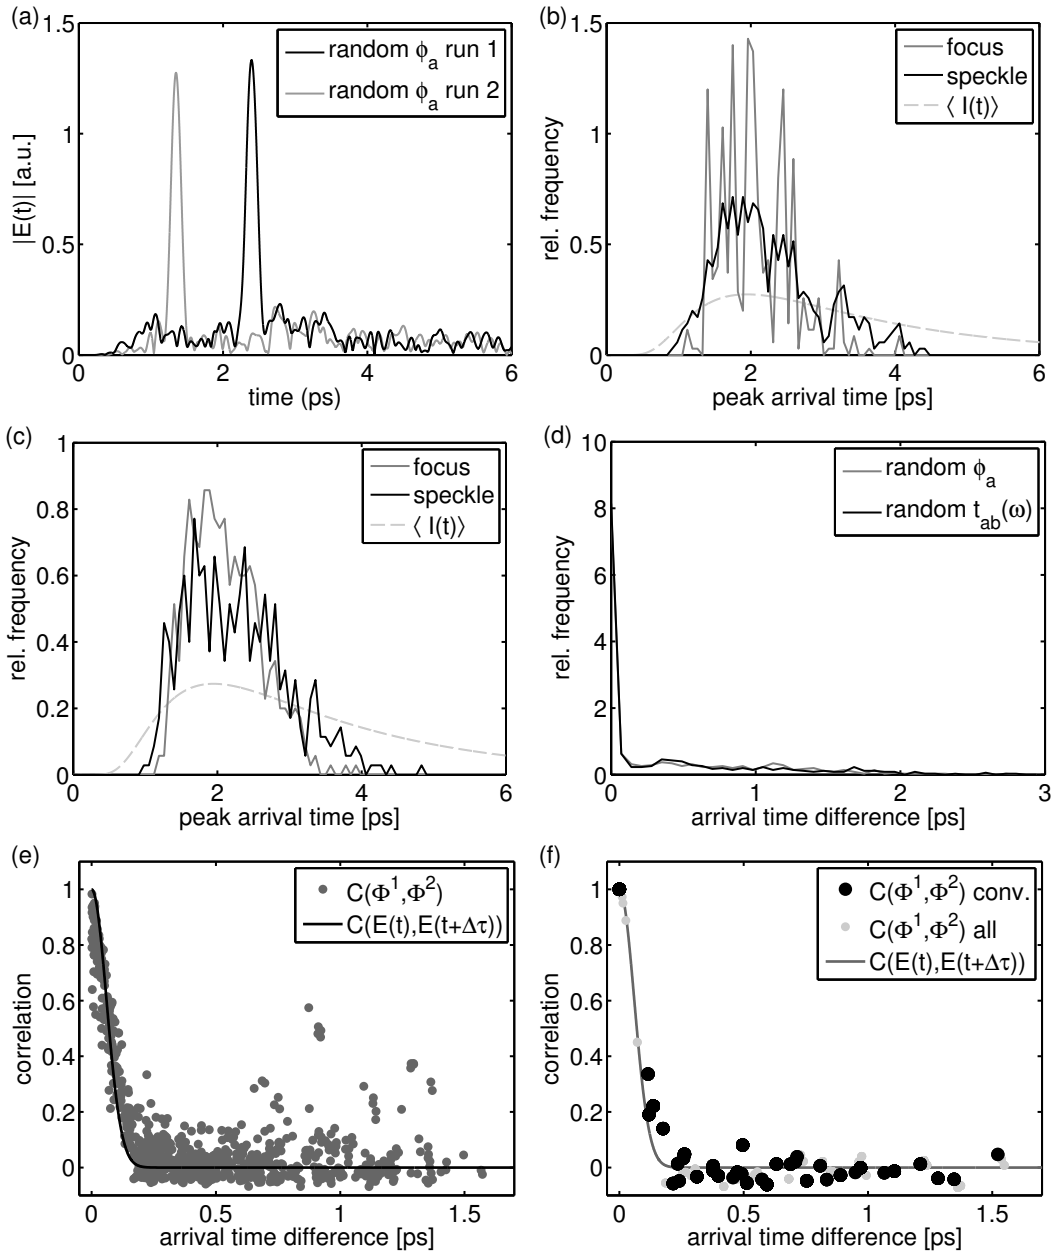 (a)
1.5
1
0.5
0
|E(t)| [a.u.]
random ϕa run 1
random ϕa run 2
0 2 4 6
time (ps)
(b)
1.5
1
0.5
0
rel. frequency
focus
speckle
⟨ I(t)⟩
0 2 4 6
peak arrival time [ps]
(c)
1
0.8
0.6
0.4
0.2
0
rel. frequency
focus
speckle
⟨ I(t)⟩
0 2 4 6
peak arrival time [ps]
(d)
10
8
6
4
2
0
rel. frequency
random ϕa
random tab(ω)
0 1 2 3
arrival time difference [ps]
(e)
1
0.8
0.6
0.4
0.2
0
correlation
C(Φ1,Φ2)
C(E(t),E(t+Δτ))
0 0.5 1 1.5
arrival time difference [ps]
(f)
1
0.8
0.6
0.4
0.2
0
correlation
C(Φ1,Φ2) conv.
C(Φ1,Φ2) all
C(E(t),E(t+Δτ))
0 0.5 1 1.5
arrival time difference [ps]